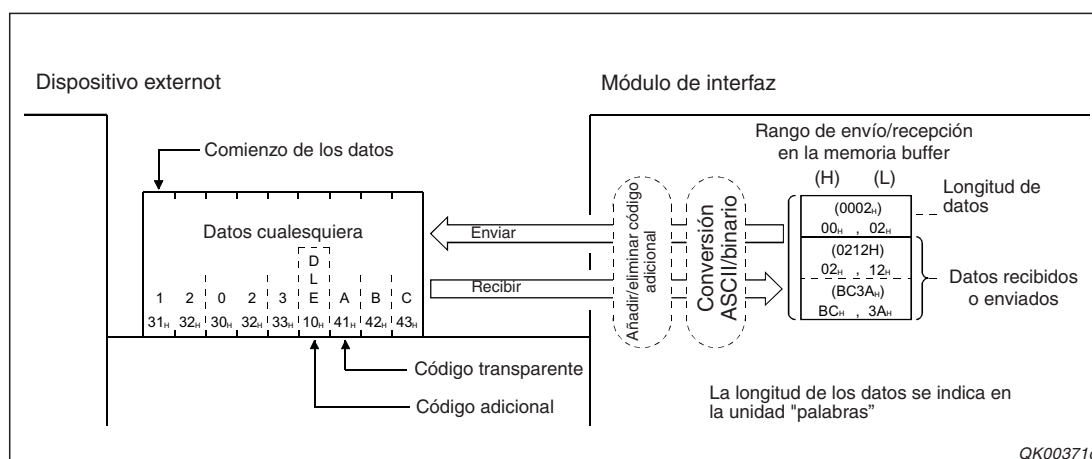 Dispositivo externot
Módulo de interfaz
Comienzo de los datos
Rango de envío/recepción
en la memoria buffer
(H) (L)
Longitud de
datos
(0002H)
00H , 02H
(0212H)
02H , 12H
(BC3AH)
BCH , 3AH
Datos recibidos
o enviados
Datos cualesquiera
Enviar
Recibir
Añadir/eliminar código
adicional
Conversión
ASCII/binario
D
L
1 2 0 2 3 E A B C
31H 32H 30H 32H 33H 10H 41H 42H 43H
Código transparente
Código adicional
La longitud de los datos se indica en
la unidad "palabras”